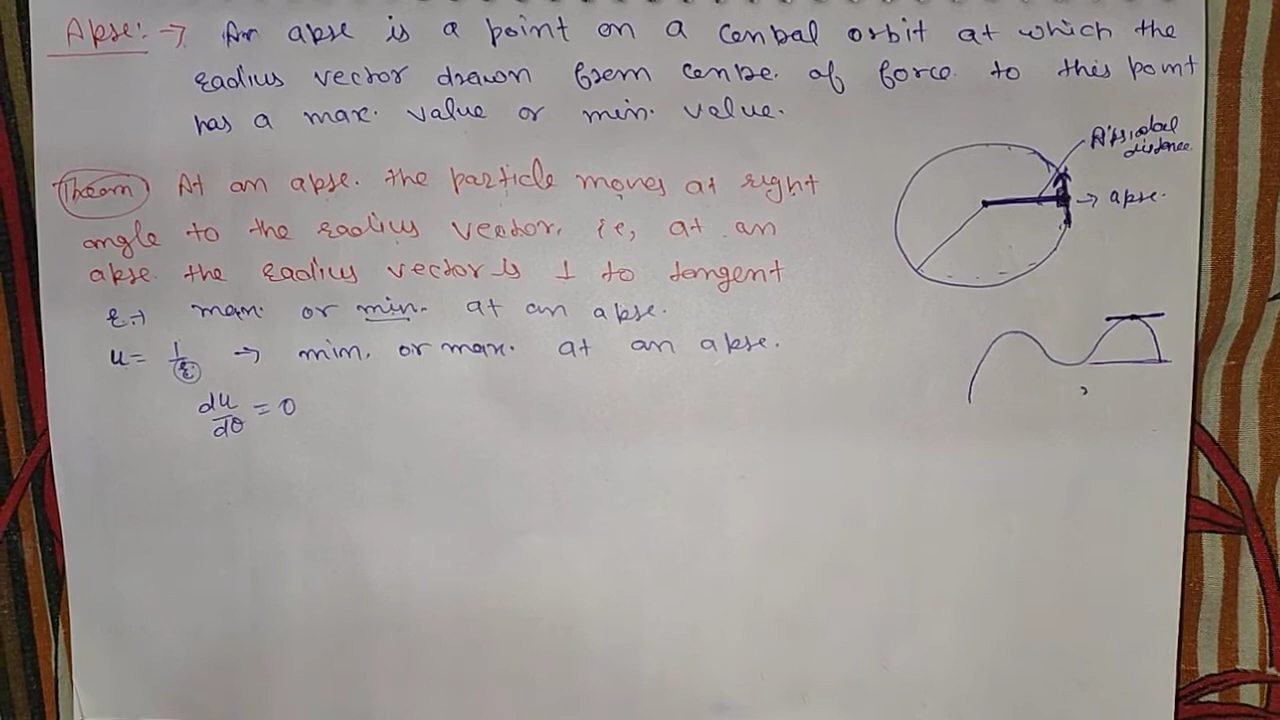 Apse :→ An apse is a point on a central orbit at which the
radius vector drawn from centre of force to this point
has a max. value or min. value.
Apsidal
distance
→ apse.
Theorem At an apse. the particle moves at right
angle to the radius vector. ie, at an
apse the radius vector is ⊥ to tangent
r → max. or min. at an apse.
u = 1/r → min. or max. at an apse.
du/dθ = 0